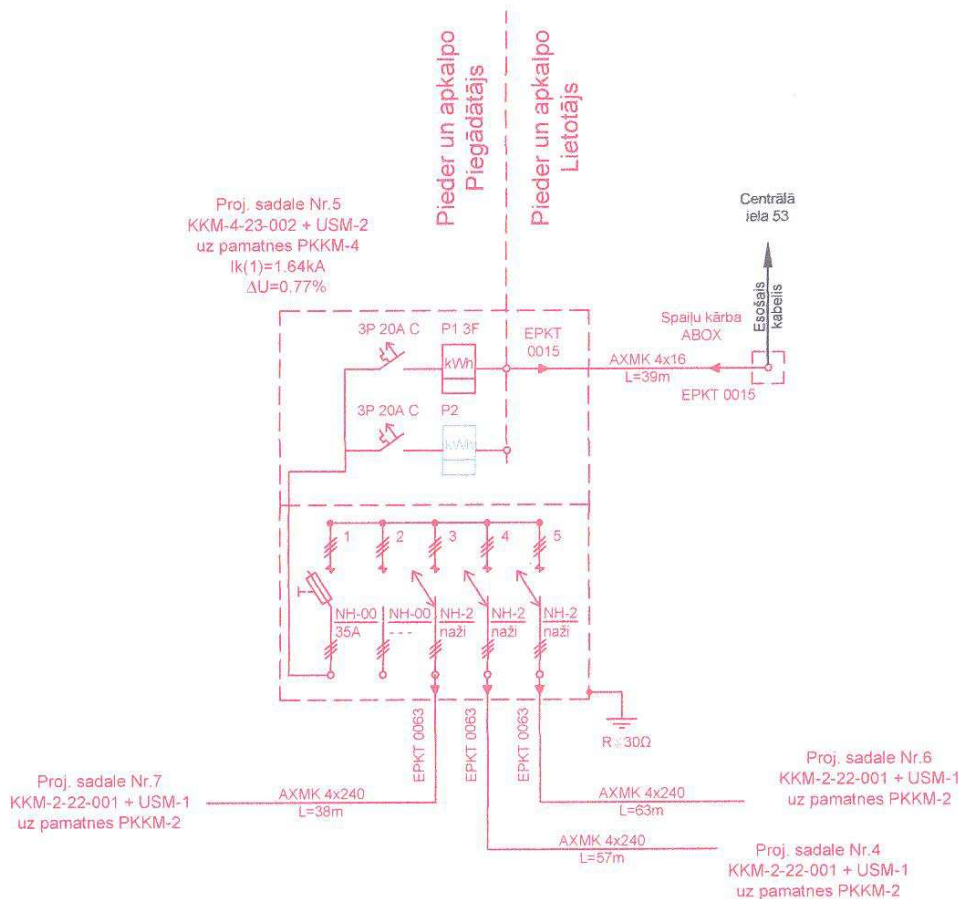 Pieder un apkalpo
Piegādātājs
Pieder un apkalpo
Lietotājs
Proj. sadale Nr.5
KKM-4-23-002 + USM-2
uz pamatnes PKKM-4
Ik(1)=1.64kA
ΔU=0.77%
Centrālā
iela 53
Esošais
kabelis
Spaiļu kārba
ABOX
3P 20A C
P1 3F
kWh
EPKT
0015
AXMK 4x16
L=39m
EPKT 0015
3P 20A C
P2
kWh
1
2
3
4
5
NH-00
35A
NH-00
---
NH-2
naži
NH-2
naži
NH-2
naži
EPKT 0063
EPKT 0063
EPKT 0063
R 30Ω
Proj. sadale Nr.7
KKM-2-22-001 + USM-1
uz pamatnes PKKM-2
AXMK 4x240
L=38m
AXMK 4x240
L=63m
Proj. sadale Nr.6
KKM-2-22-001 + USM-1
uz pamatnes PKKM-2
AXMK 4x240
L=57m
Proj. sadale Nr.4
KKM-2-22-001 + USM-1
uz pamatnes PKKM-2